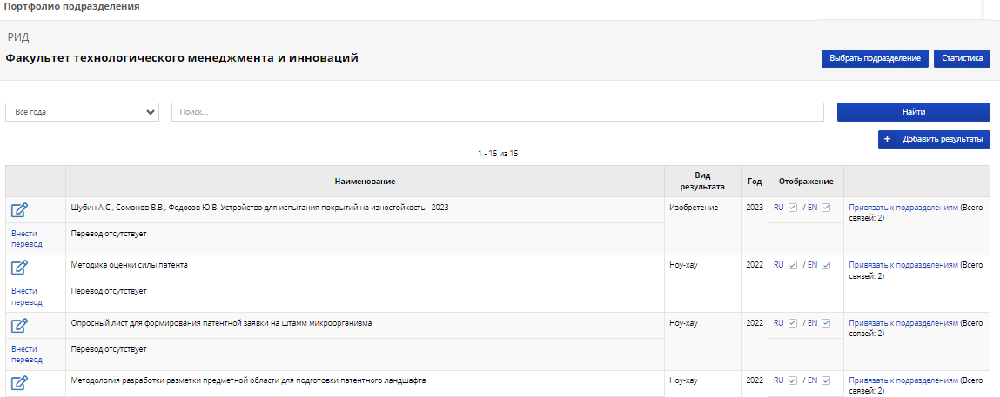 Портфолио подразделения
РИД
Факультет технологического менеджмента и инноваций
Выбрать подразделение
Статистика
Все года
Поиск...
Найти
+ Добавить результаты
1 - 15 из 15
Наименование
Вид
результата
Год
Отображение
Шубин А.С., Сомонов В.В., Федосов Ю.В. Устройство для испытания покрытий на изностойкость - 2023
Изобретение
2023
RU / EN
Привязать к подразделениям (Всего
связей: 2)
Внести
перевод
Перевод отсутствует
Методика оценки силы патента
Ноу-хау
2022
RU / EN
Привязать к подразделениям (Всего
связей: 2)
Внести
перевод
Перевод отсутствует
Опросный лист для формирования патентной заявки на штамм микроорганизма
Ноу-хау
2022
RU / EN
Привязать к подразделениям (Всего
связей: 2)
Внести
перевод
Перевод отсутствует
Методология разработки разметки предметной области для подготовки патентного ландшафта
Ноу-хау
2022
RU / EN
Привязать к подразделениям (Всего
связей: 2)